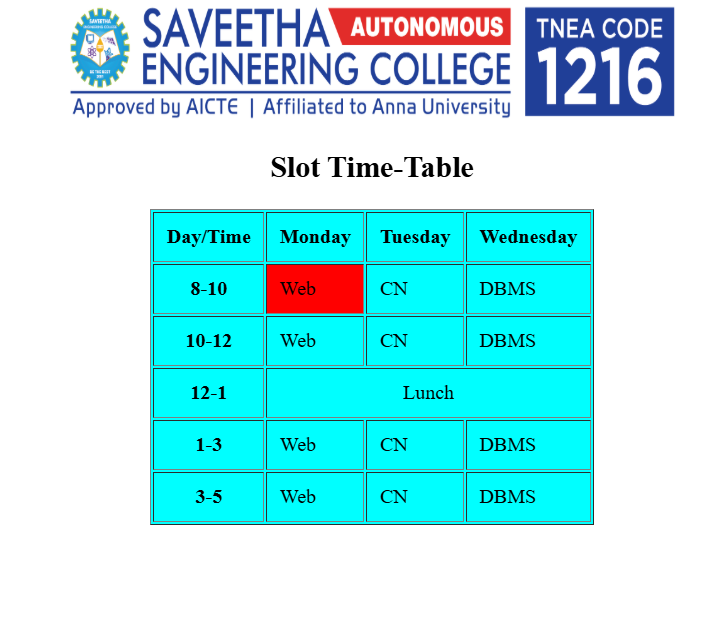 SAVEETHA AUTONOMOUS
ENGINEERING COLLEGE
Approved by AICTE | Affiliated to Anna University
TNEA CODE
1216
Slot Time-Table
Day/Time Monday Tuesday Wednesday
8-10 Web CN DBMS
10-12 Web CN DBMS
12-1 Lunch
1-3 Web CN DBMS
3-5 Web CN DBMS